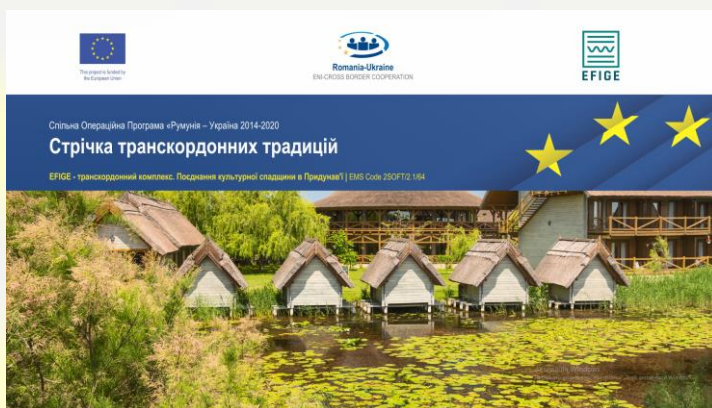 This project is funded by
the European Union
Romania-Ukraine
ENI-CROSS BORDER COOPERATION
EFIGE
Спільна Операційна Програма «Румунія – Україна 2014-2020
Стрічка транскордонних традицій
EFIGE - транскордонний комплекс. Поєднання культурної спадщини в Придунав'ї | EMS Code 2SOFT/2.1/64